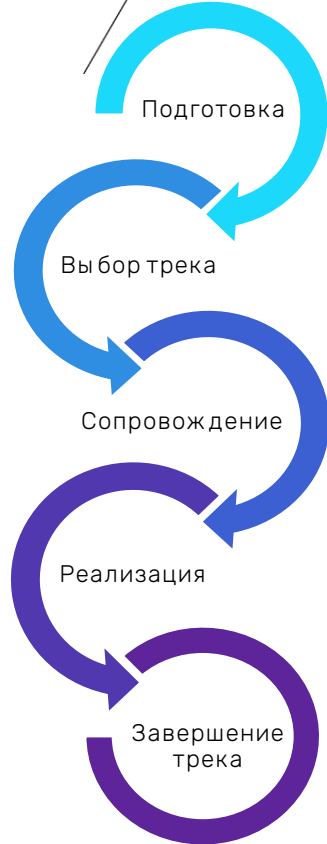 Подготовка
Выбор трека
Сопровождение
Реализация
Завершение
трека